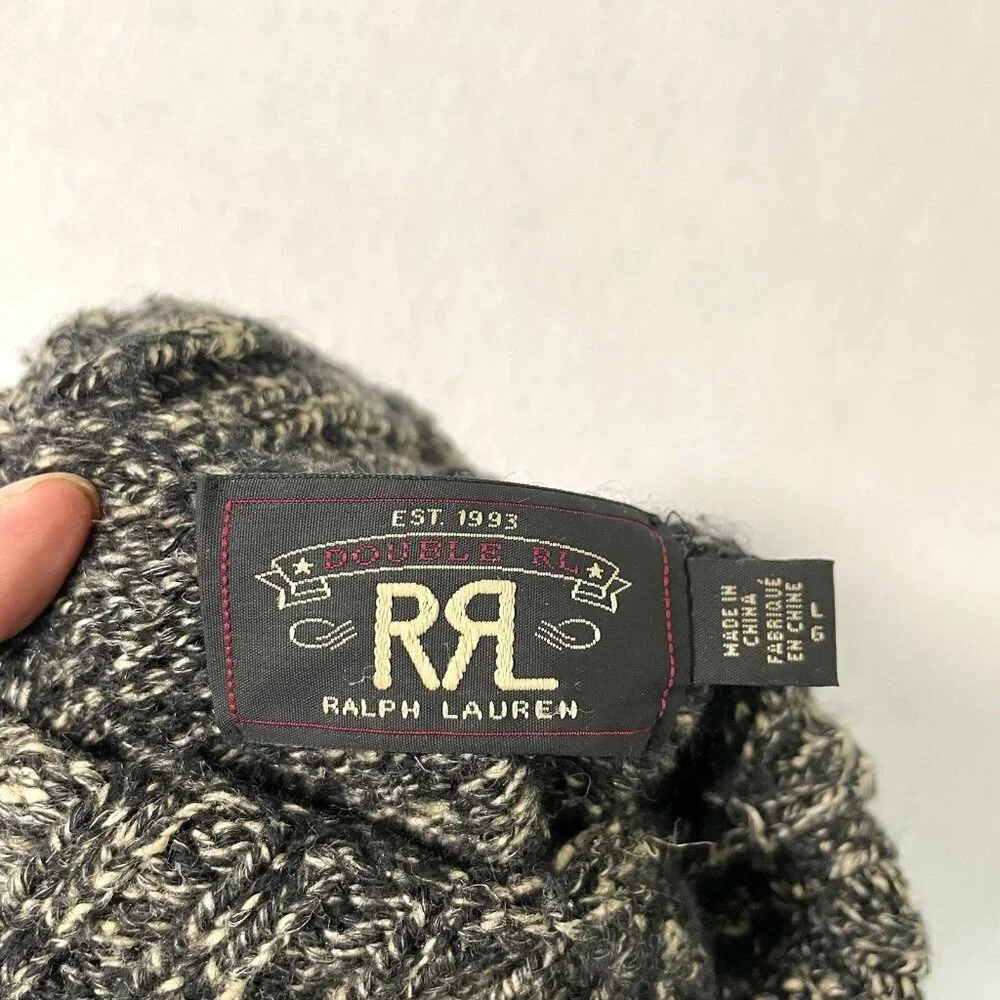 EST. 1993
DOUBLE RL
RRL
RALPH LAUREN
MADE IN
CHINA
FABRIQUÉ
EN CHINE